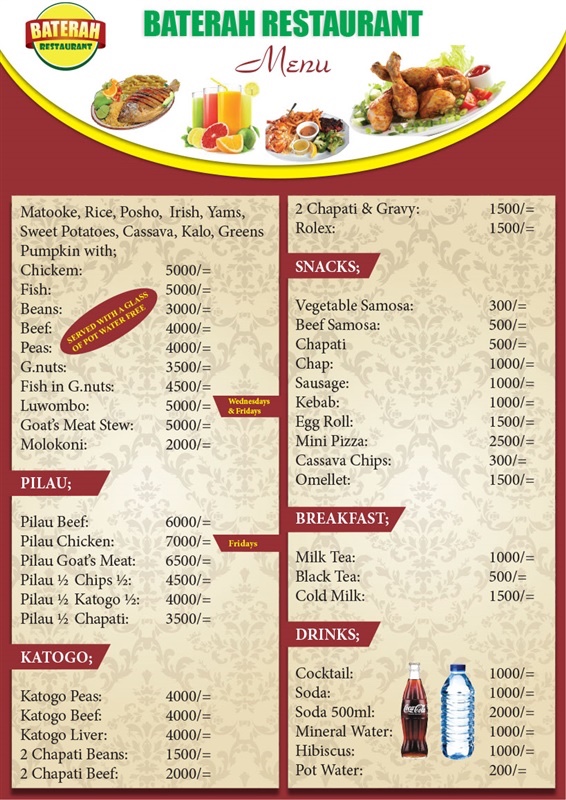 BATERAH
RESTAURANT
BATERAH RESTAURANT
Menu
Matooke, Rice, Posho, Irish, Yams,
Sweet Potatoes, Cassava, Kalo, Greens
Pumpkin with;
Chickem: 5000/=
Fish: 5000/=
Beans: 3000/=
Beef: 4000/=
Peas: 4000/=
SERVED WITH A GLASS
OF POT WATER FREE
G.nuts: 3500/=
Fish in G.nuts: 4500/=
Luwombo: 5000/=
Wednesdays
& Fridays
Goat's Meat Stew: 5000/=
Molokoni: 2000/=
PILAU;
Pilau Beef: 6000/=
Pilau Chicken: 7000/=
Fridays
Pilau Goat's Meat: 6500/=
Pilau ½ Chips ½: 4500/=
Pilau ½ Katogo ½: 4000/=
Pilau ½ Chapati: 3500/=
KATOGO;
Katogo Peas: 4000/=
Katogo Beef: 4000/=
Katogo Liver: 4000/=
2 Chapati Beans: 1500/=
2 Chapati Beef: 2000/=
2 Chapati & Gravy: 1500/=
Rolex: 1500/=
SNACKS;
Vegetable Samosa: 300/=
Beef Samosa: 500/=
Chapati 500/=
Chap: 1000/=
Sausage: 1000/=
Kebab: 1000/=
Egg Roll: 1500/=
Mini Pizza: 2500/=
Cassava Chips: 300/=
Omellet: 1500/=
BREAKFAST;
Milk Tea: 1000/=
Black Tea: 500/=
Cold Milk: 1500/=
DRINKS;
Cocktail: 1000/=
Soda: 1000/=
Soda 500ml: 2000/=
Mineral Water: 1000/=
Hibiscus: 1000/=
Pot Water: 200/=
Coca-Cola